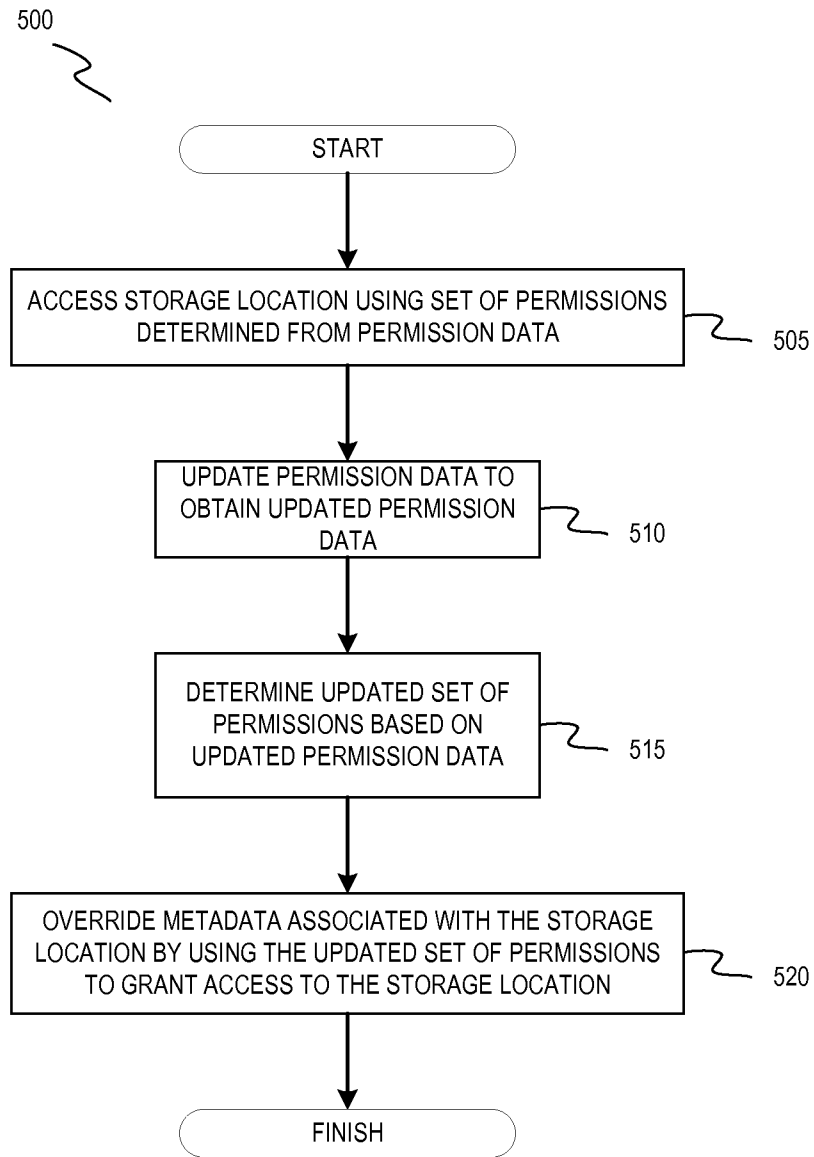 500
START
ACCESS STORAGE LOCATION USING SET OF PERMISSIONS
DETERMINED FROM PERMISSION DATA
505
UPDATE PERMISSION DATA TO
OBTAIN UPDATED PERMISSION
DATA
510
DETERMINE UPDATED SET OF
PERMISSIONS BASED ON
UPDATED PERMISSION DATA
515
OVERRIDE METADATA ASSOCIATED WITH THE STORAGE
LOCATION BY USING THE UPDATED SET OF PERMISSIONS
TO GRANT ACCESS TO THE STORAGE LOCATION
520
FINISH